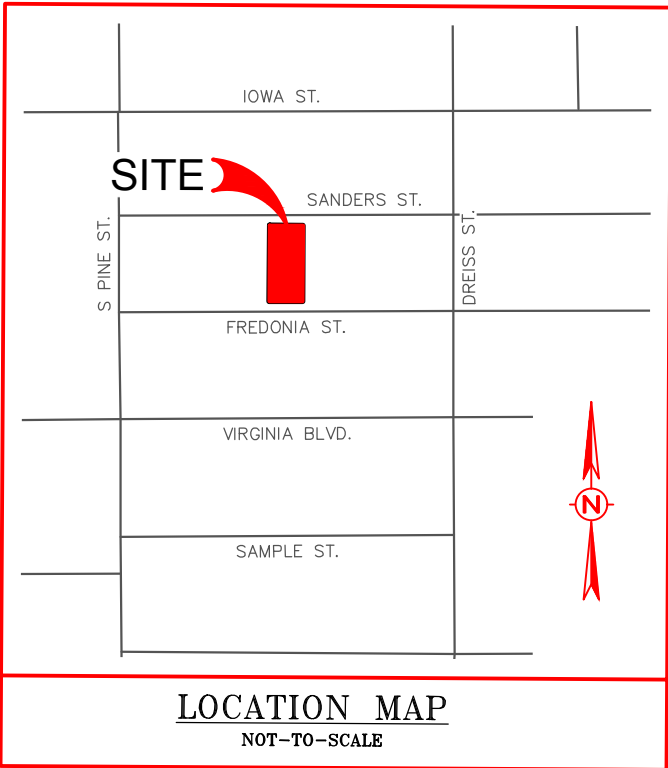 IOWA ST.
SITE
SANDERS ST.
S PINE ST.
DREISS ST.
FREDONIA ST.
VIRGINIA BLVD.
N
SAMPLE ST.
LOCATION MAP
NOT-TO-SCALE